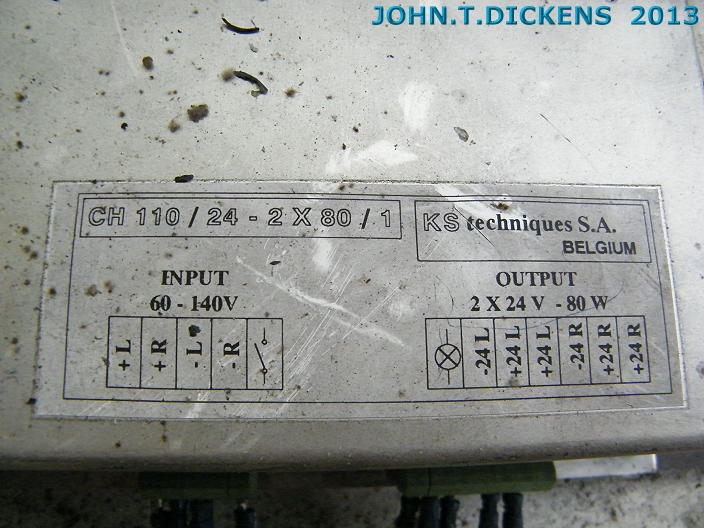 JOHN.T.DICKENS 2013
CH 110 / 24 - 2 X 80 / 1
KS techniques S.A.
BELGIUM
INPUT
60 - 140V
+ L
+ R
- L
- R
OUTPUT
2 X 24 V - 80 W
-24 L
+24 L
+24 L
-24 R
+24 R
+24 R